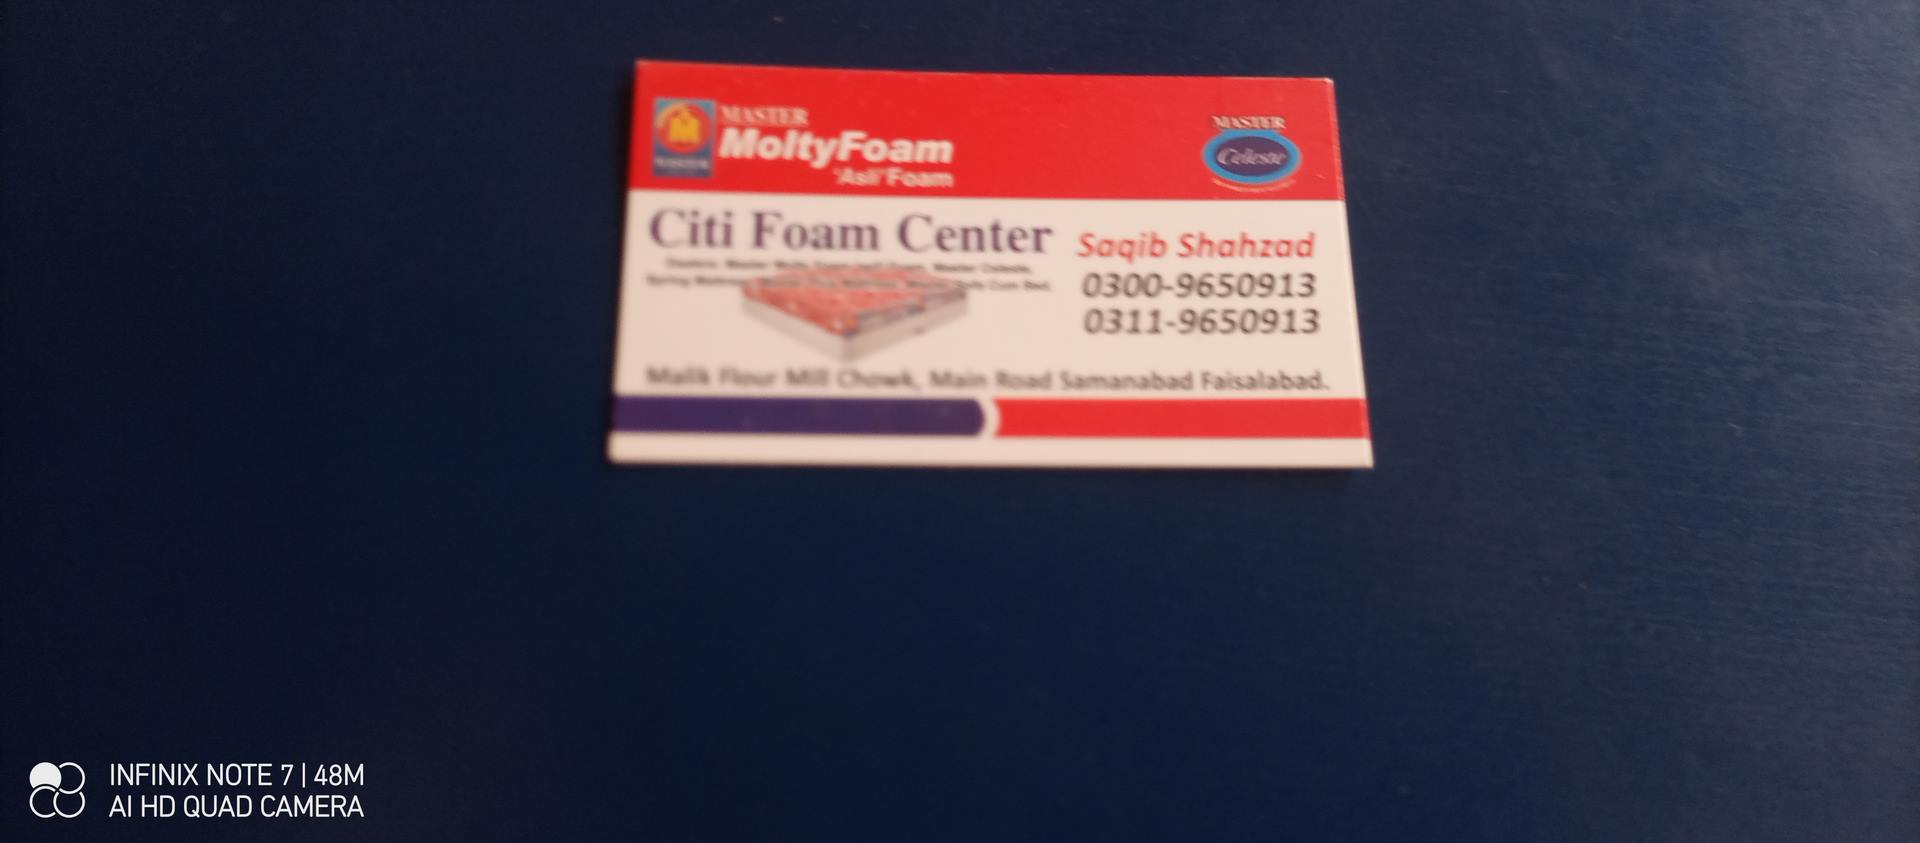 MASTER
MoltyFoam
'Asli' Foam
MASTER
MASTER
Celeste
Citi Foam Center
Saqib Shahzad
0300-9650913
0311-9650913
Malik Flour Mill Chowk, Main Road Samanabad Faisalabad.
INFINIX NOTE 7 | 48M
AI HD QUAD CAMERA